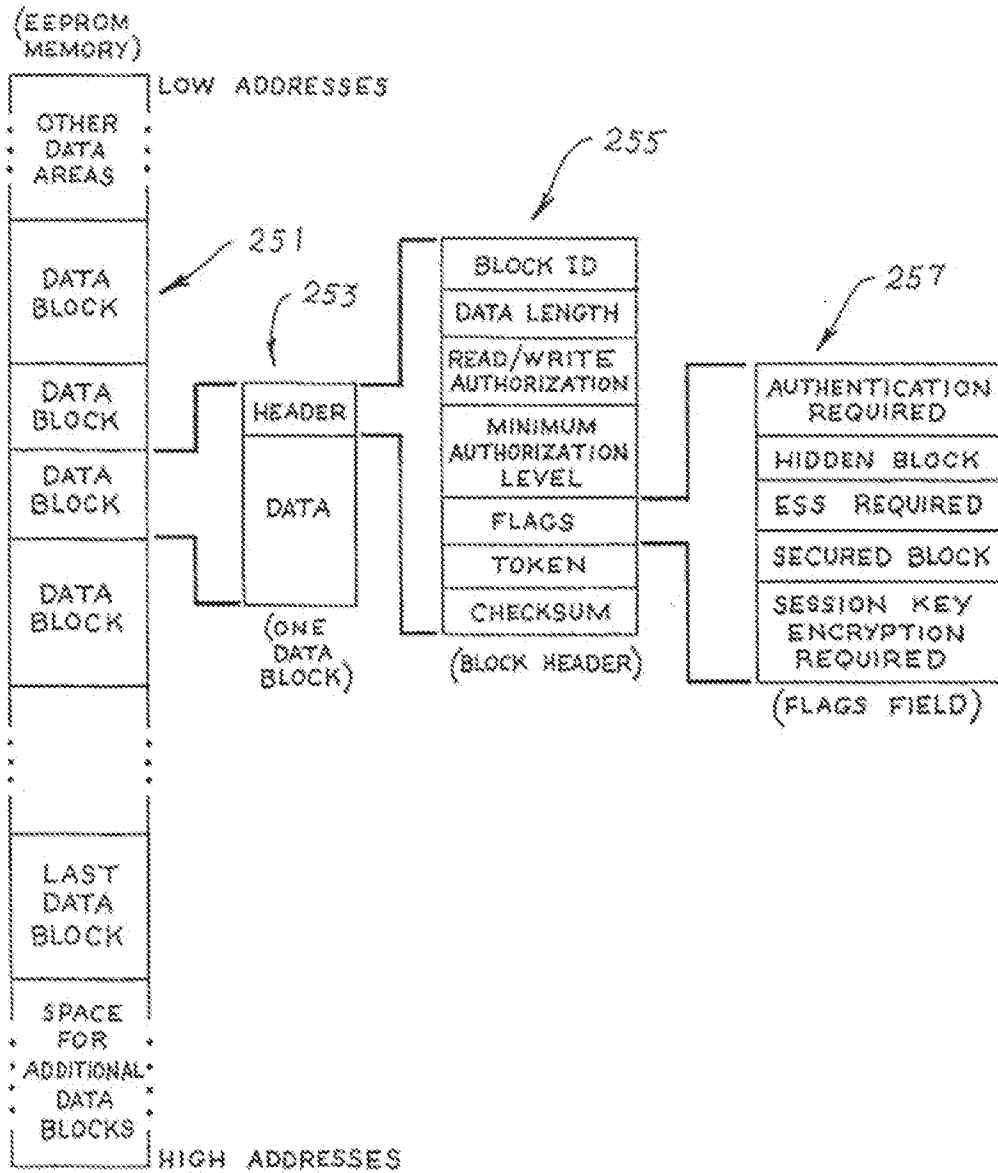 (EEPROM
MEMORY)
LOW ADDRESSES
OTHER
DATA
AREAS
251
DATA
BLOCK
DATA
BLOCK
DATA
BLOCK
DATA
BLOCK
LAST
DATA
BLOCK
SPACE
FOR
ADDITIONAL
DATA
BLOCKS
HIGH ADDRESSES
253
HEADER
DATA
(ONE
DATA
BLOCK)
255
BLOCK ID
DATA LENGTH
READ/WRITE
AUTHORIZATION
MINIMUM
AUTHORIZATION
LEVEL
FLAGS
TOKEN
CHECKSUM
(BLOCK HEADER)
257
AUTHENTICATION
REQUIRED
HIDDEN BLOCK
ESS REQUIRED
SECURED BLOCK
SESSION KEY
ENCRYPTION
REQUIRED
(FLAGS FIELD)